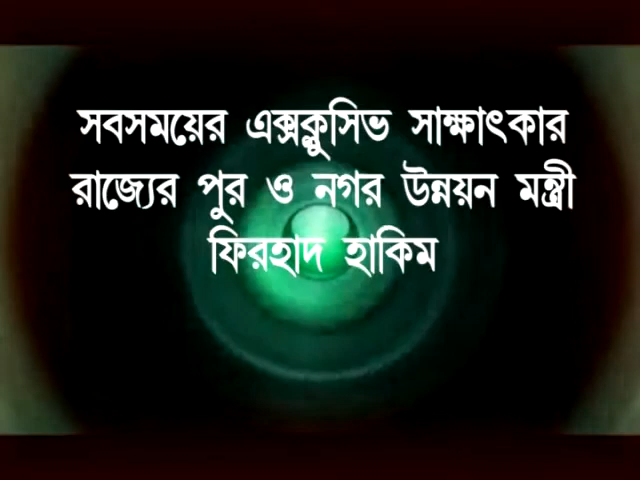 সবসময়ের এক্সক্লুসিভ সাক্ষাৎকার
রাজ্যের পুর ও নগর উন্নয়ন মন্ত্রী
ফিরহাদ হাকিম